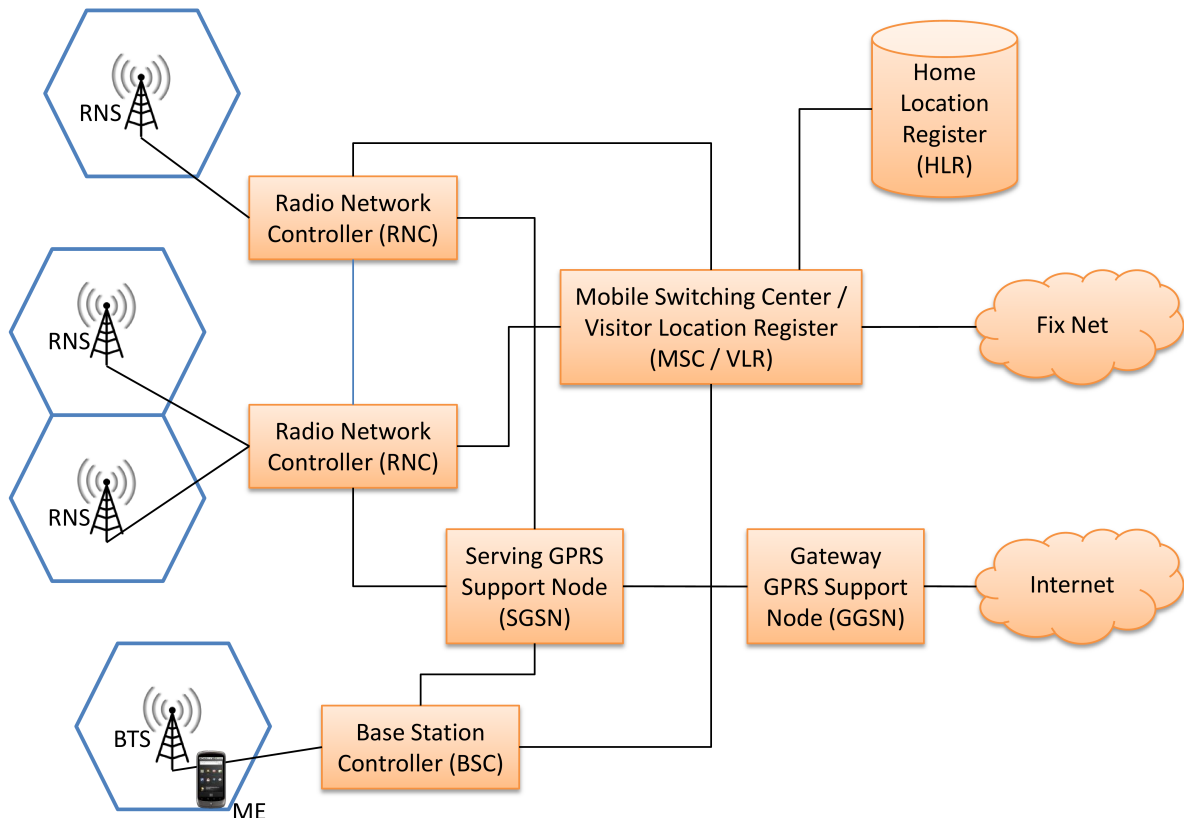 RNS
Radio Network
Controller (RNC)
Home
Location
Register
(HLR)
RNS
Mobile Switching Center /
Visitor Location Register
(MSC / VLR)
Fix Net
Radio Network
Controller (RNC)
RNS
Serving GPRS
Support Node
(SGSN)
Gateway
GPRS Support
Node (GGSN)
Internet
BTS
Base Station
Controller (BSC)
ME